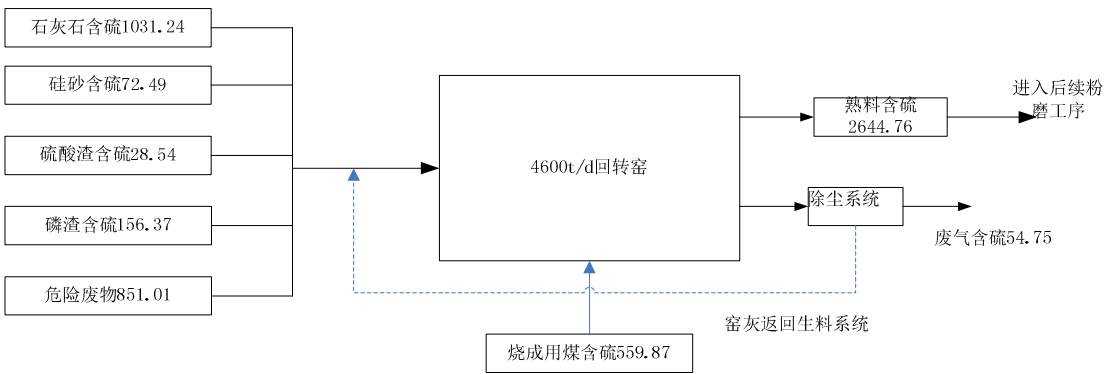 石灰石含硫1031.24
硅砂含硫72.49
硫酸渣含硫28.54
磷渣含硫156.37
危险废物851.01
4600t/d回转窑
烧成用煤含硫559.87
熟料含硫
2644.76
进入后续粉
磨工序
除尘系统
废气含硫54.75
窑灰返回生料系统